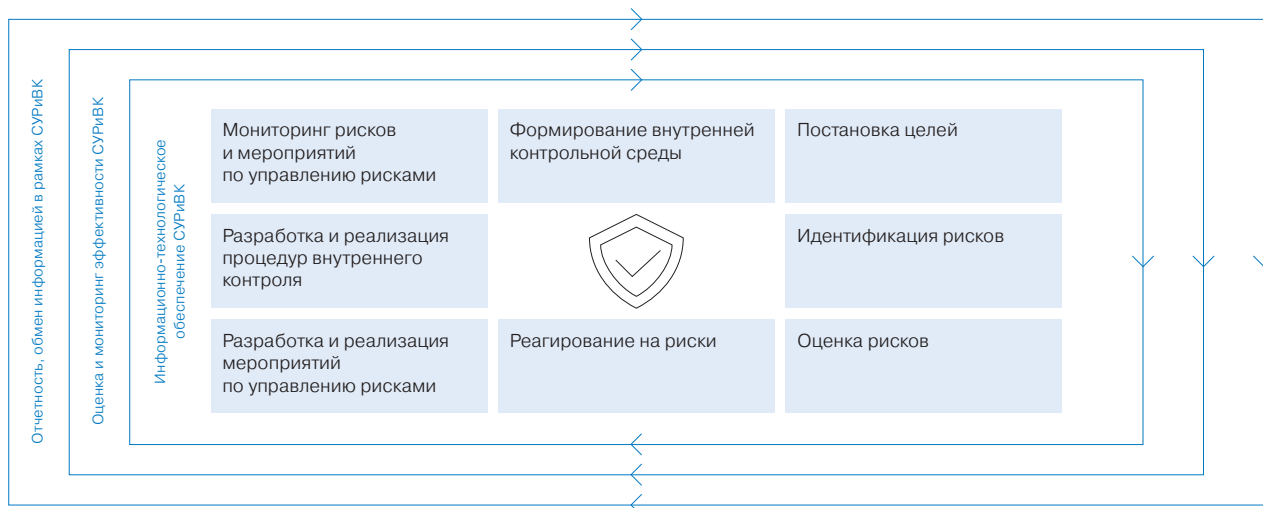 Отчетность, обмен информацией в рамках СУРиВК
Оценка и мониторинг эффективности СУРиВК
Информационно-технологическое
обеспечение СУРиВК
Мониторинг рисков
и мероприятий
по управлению рисками
Формирование внутренней
контрольной среды
Постановка целей
Разработка и реализация
процедур внутреннего
контроля
Идентификация рисков
Разработка и реализация
мероприятий
по управлению рисками
Реагирование на риски
Оценка рисков